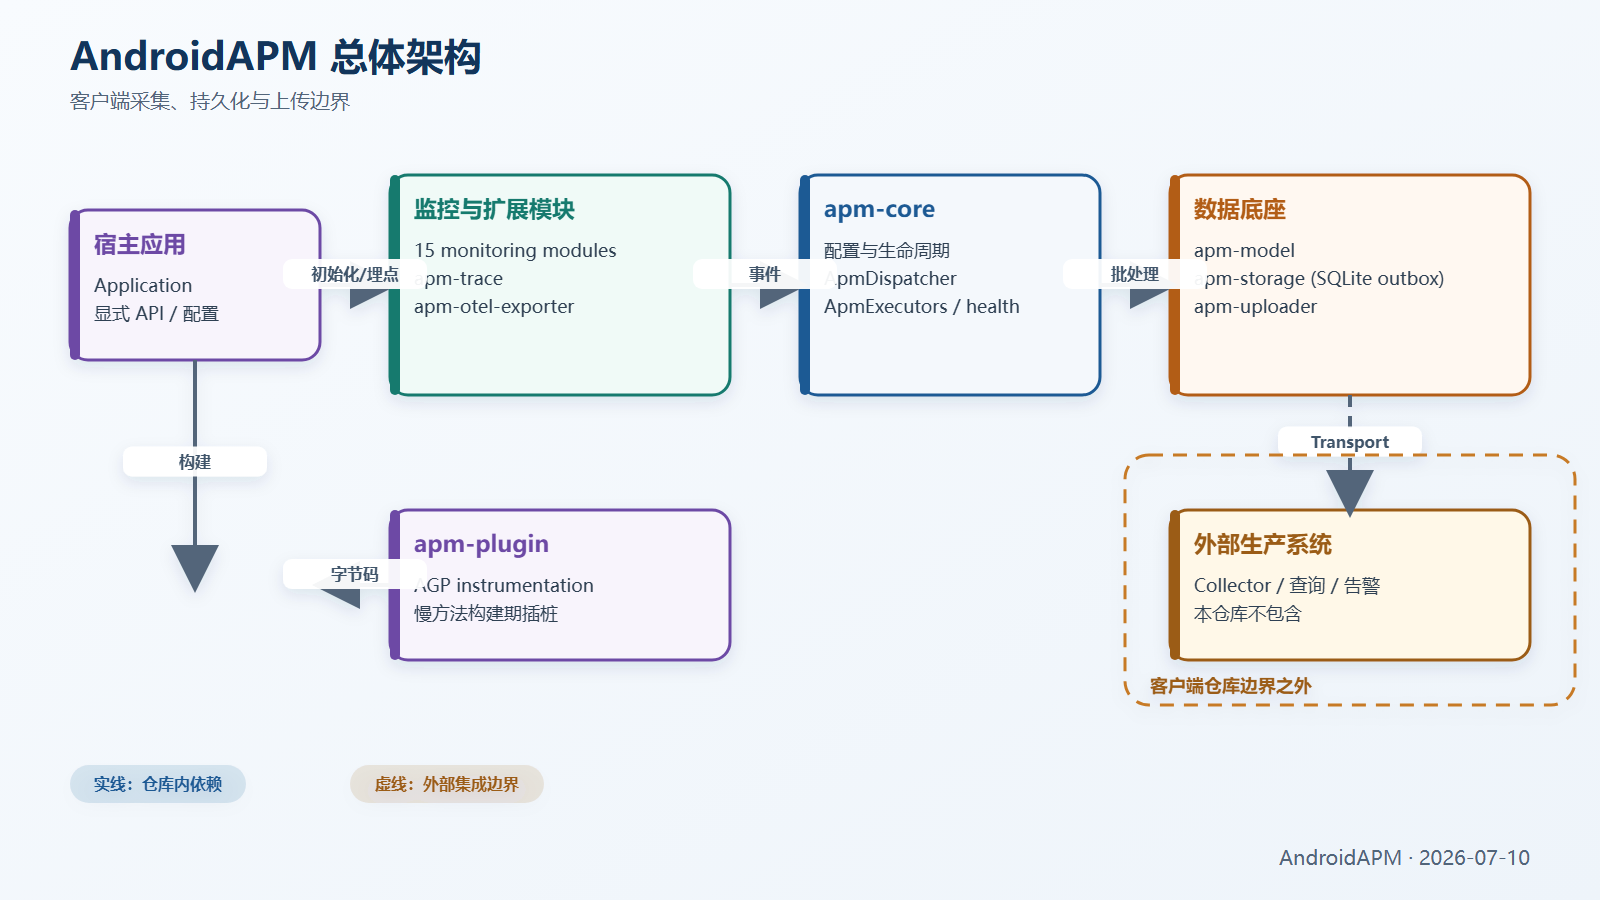 AndroidAPM 总体架构
客户端采集、持久化与上传边界
宿主应用
Application
显式 API / 配置
初始化/埋点
监控与扩展模块
15 monitoring modules
apm-trace
apm-otel-exporter
事件
apm-core
配置与生命周期
ApmDispatcher
ApmExecutors / health
批处理
数据底座
apm-model
apm-storage (SQLite outbox)
apm-uploader
构建
Transport
字节码
apm-plugin
AGP instrumentation
慢方法构建期插桩
外部生产系统
Collector / 查询 / 告警
本仓库不包含
客户端仓库边界之外
实线：仓库内依赖
虚线：外部集成边界
AndroidAPM · 2026-07-10